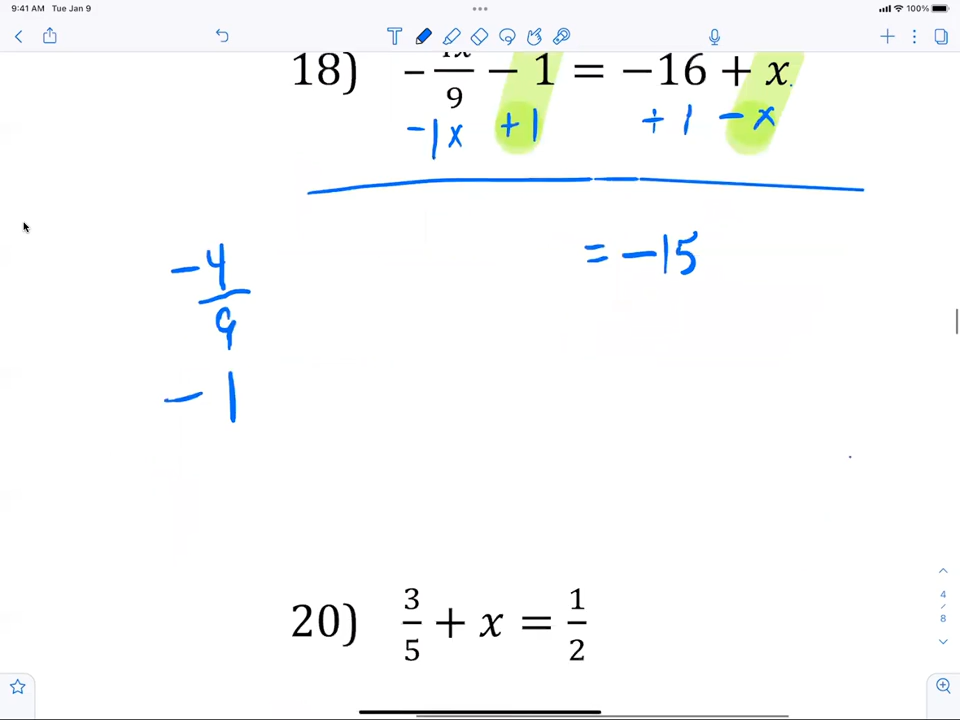 9:41 AM Tue Jan 9
100%
18) -4x/9 − 1 = −16 + x.
-1x +1 +1 -x
= -15
-4
9
- 1
4
/
8
20) 3/5 + x = 1/2